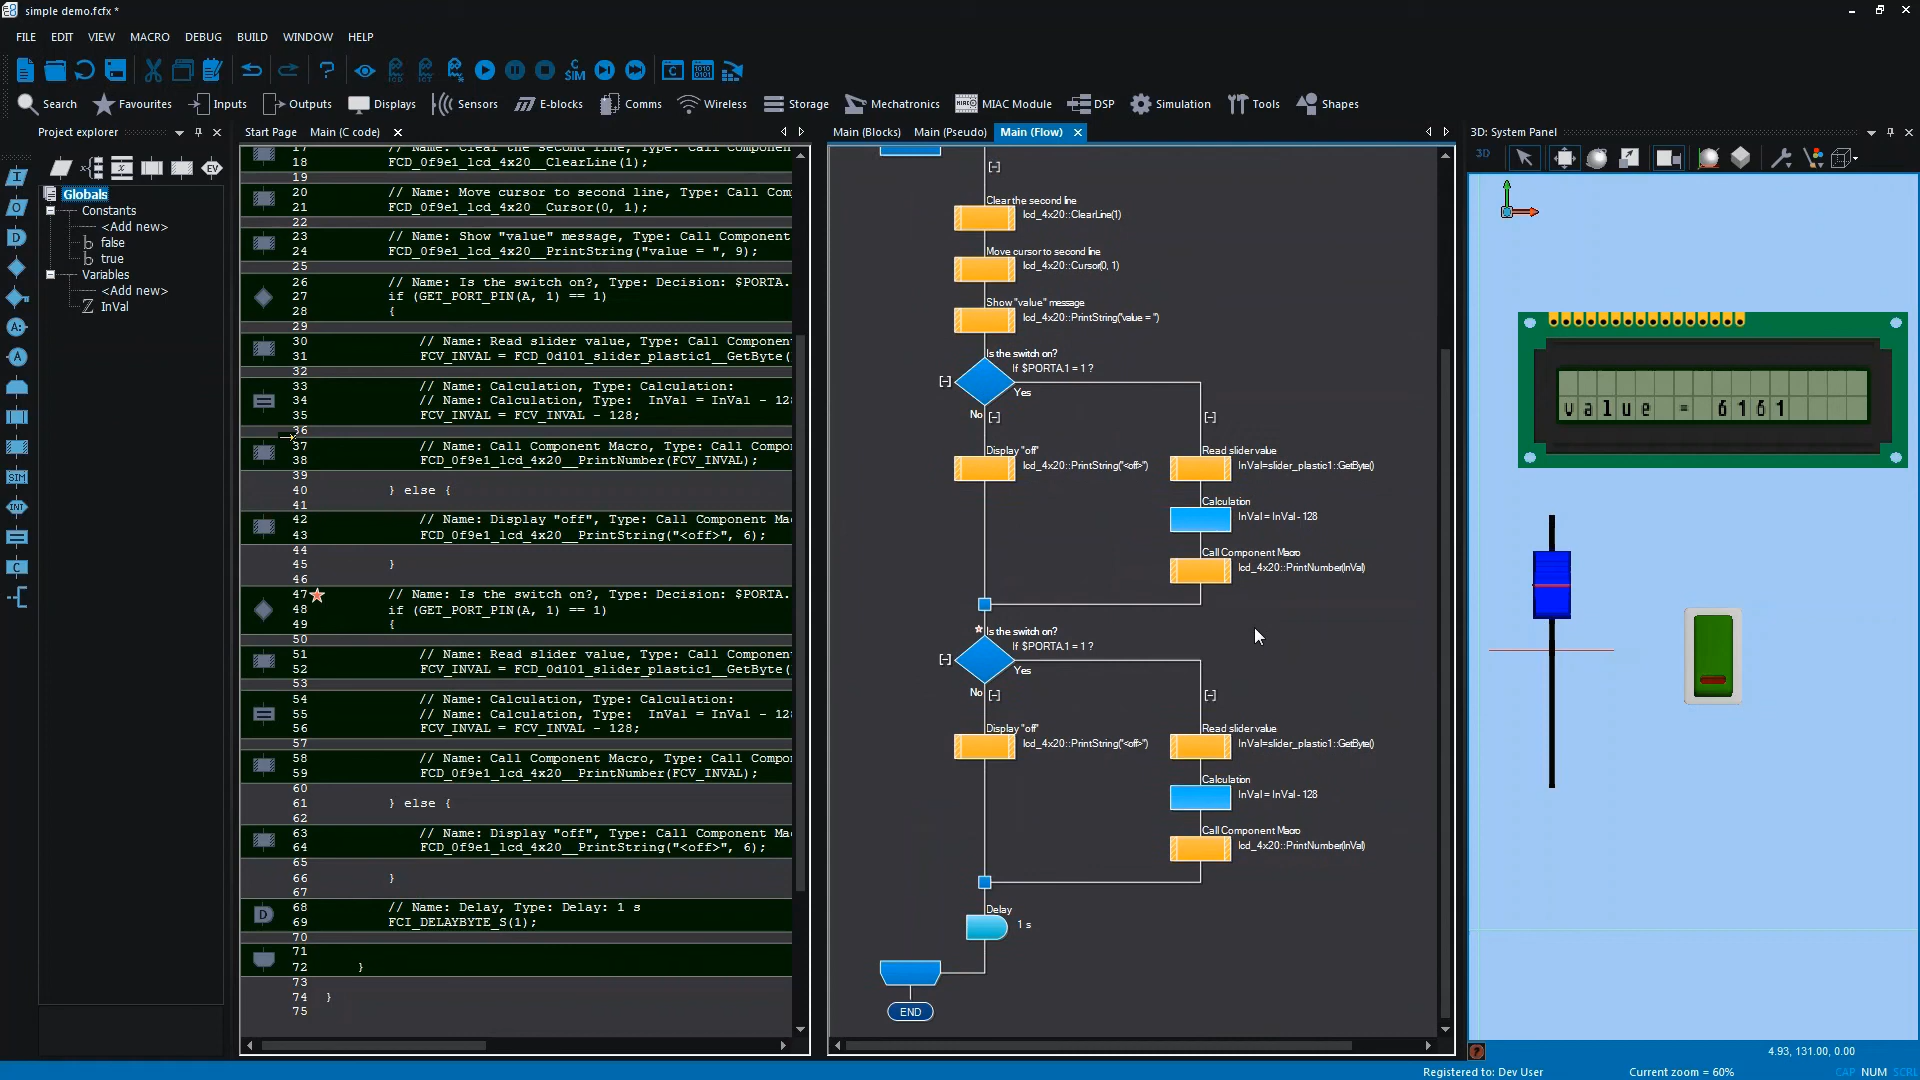 simple demo.fcfx *
FILE EDIT VIEW MACRO DEBUG BUILD WINDOW HELP
C SIM
Search Favourites Inputs Outputs Displays Sensors E-blocks Comms Wireless Storage Mechatronics MIAC Module DSP Simulation Tools Shapes
Project explorer
Globals
Constants
<Add new>
false
true
Variables
<Add new>
InVal
Start Page Main (C code)
17 // Name: Clear the second line, Type: Call Compon
18 FCD_0f9e1_lcd_4x20__ClearLine(1);
19
20 // Name: Move cursor to second line, Type: Call Com
21 FCD_0f9e1_lcd_4x20__Cursor(0, 1);
22
23 // Name: Show "value" message, Type: Call Component
24 FCD_0f9e1_lcd_4x20__PrintString("value = ", 9);
25
26 // Name: Is the switch on?, Type: Decision: $PORTA.
27 if (GET_PORT_PIN(A, 1) == 1)
28 {
29
30 // Name: Read slider value, Type: Call Compone
31 FCV_INVAL = FCD_0d101_slider_plastic1__GetByte(
32
33 // Name: Calculation, Type: Calculation:
34 // Name: Calculation, Type:  InVal = InVal - 12
35 FCV_INVAL = FCV_INVAL - 128;
36
37 // Name: Call Component Macro, Type: Call Compo
38 FCD_0f9e1_lcd_4x20__PrintNumber(FCV_INVAL);
39
40 } else {
41
42 // Name: Display "off", Type: Call Component Ma
43 FCD_0f9e1_lcd_4x20__PrintString("<off>", 6);
44
45 }
46
47 // Name: Is the switch on?, Type: Decision: $PORTA.
48 if (GET_PORT_PIN(A, 1) == 1)
49 {
50
51 // Name: Read slider value, Type: Call Compone
52 FCV_INVAL = FCD_0d101_slider_plastic1__GetByte(
53
54 // Name: Calculation, Type: Calculation:
55 // Name: Calculation, Type:  InVal = InVal - 12
56 FCV_INVAL = FCV_INVAL - 128;
57
58 // Name: Call Component Macro, Type: Call Compo
59 FCD_0f9e1_lcd_4x20__PrintNumber(FCV_INVAL);
60
61 } else {
62
63 // Name: Display "off", Type: Call Component Ma
64 FCD_0f9e1_lcd_4x20__PrintString("<off>", 6);
65
66 }
67
68 // Name: Delay, Type: Delay: 1 s
69 FCI_DELAYBYTE_S(1);
70
71
72 }
73
74 }
75
Main (Blocks) Main (Pseudo) Main (Flow)
Clear the second line
lcd_4x20::ClearLine(1)
Move cursor to second line
lcd_4x20::Cursor(0, 1)
Show "value" message
lcd_4x20::PrintString("value = ")
Is the switch on?
If $PORTA.1 = 1 ?
Yes
No
Display "off"
lcd_4x20::PrintString("<off>")
Read slider value
InVal=slider_plastic1::GetByte()
Calculation
InVal = InVal - 128
Call Component Macro
lcd_4x20::PrintNumber(InVal)
Is the switch on?
If $PORTA.1 = 1 ?
Yes
No
Display "off"
lcd_4x20::PrintString("<off>")
Read slider value
InVal=slider_plastic1::GetByte()
Calculation
InVal = InVal - 128
Call Component Macro
lcd_4x20::PrintNumber(InVal)
Delay
1 s
END
3D: System Panel
3D
value = 6161
4.93, 131.00, 0.00
Registered to: Dev User Current zoom = 60% CAP NUM SCRL